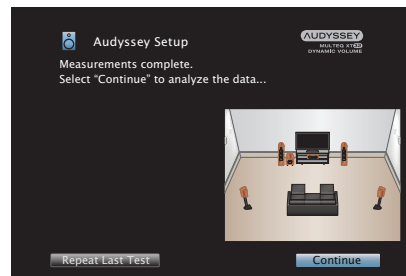 Audyssey Setup
AUDYSSEY
MULTEQ XT32
DYNAMIC VOLUME
Measurements complete.
Select “Continue” to analyze the data...
Repeat Last Test
Continue